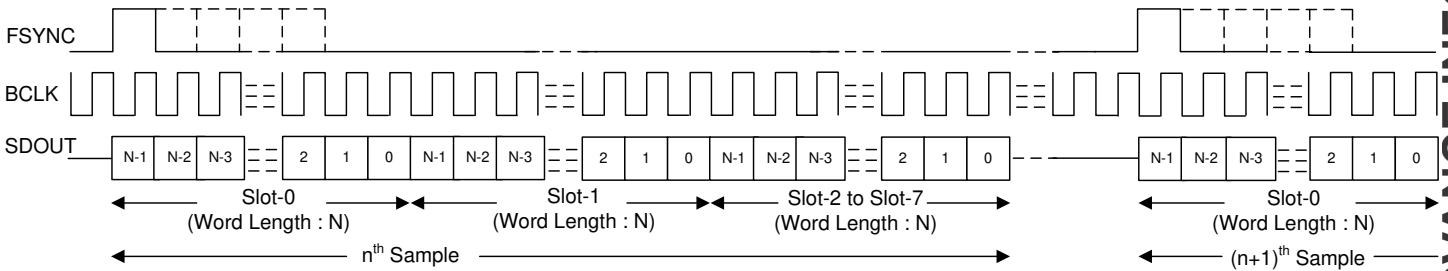 FSYNC
BCLK
SDOUT
N-1 N-2 N-3 2 1 0 N-1 N-2 N-3 2 1 0 N-1 N-2 N-3 2 1 0 N-1 N-2 N-3 2 1 0
Slot-0 Slot-1 Slot-2 to Slot-7 Slot-0
(Word Length : N) (Word Length : N) (Word Length : N) (Word Length : N)
nth Sample (n+1)th Sample